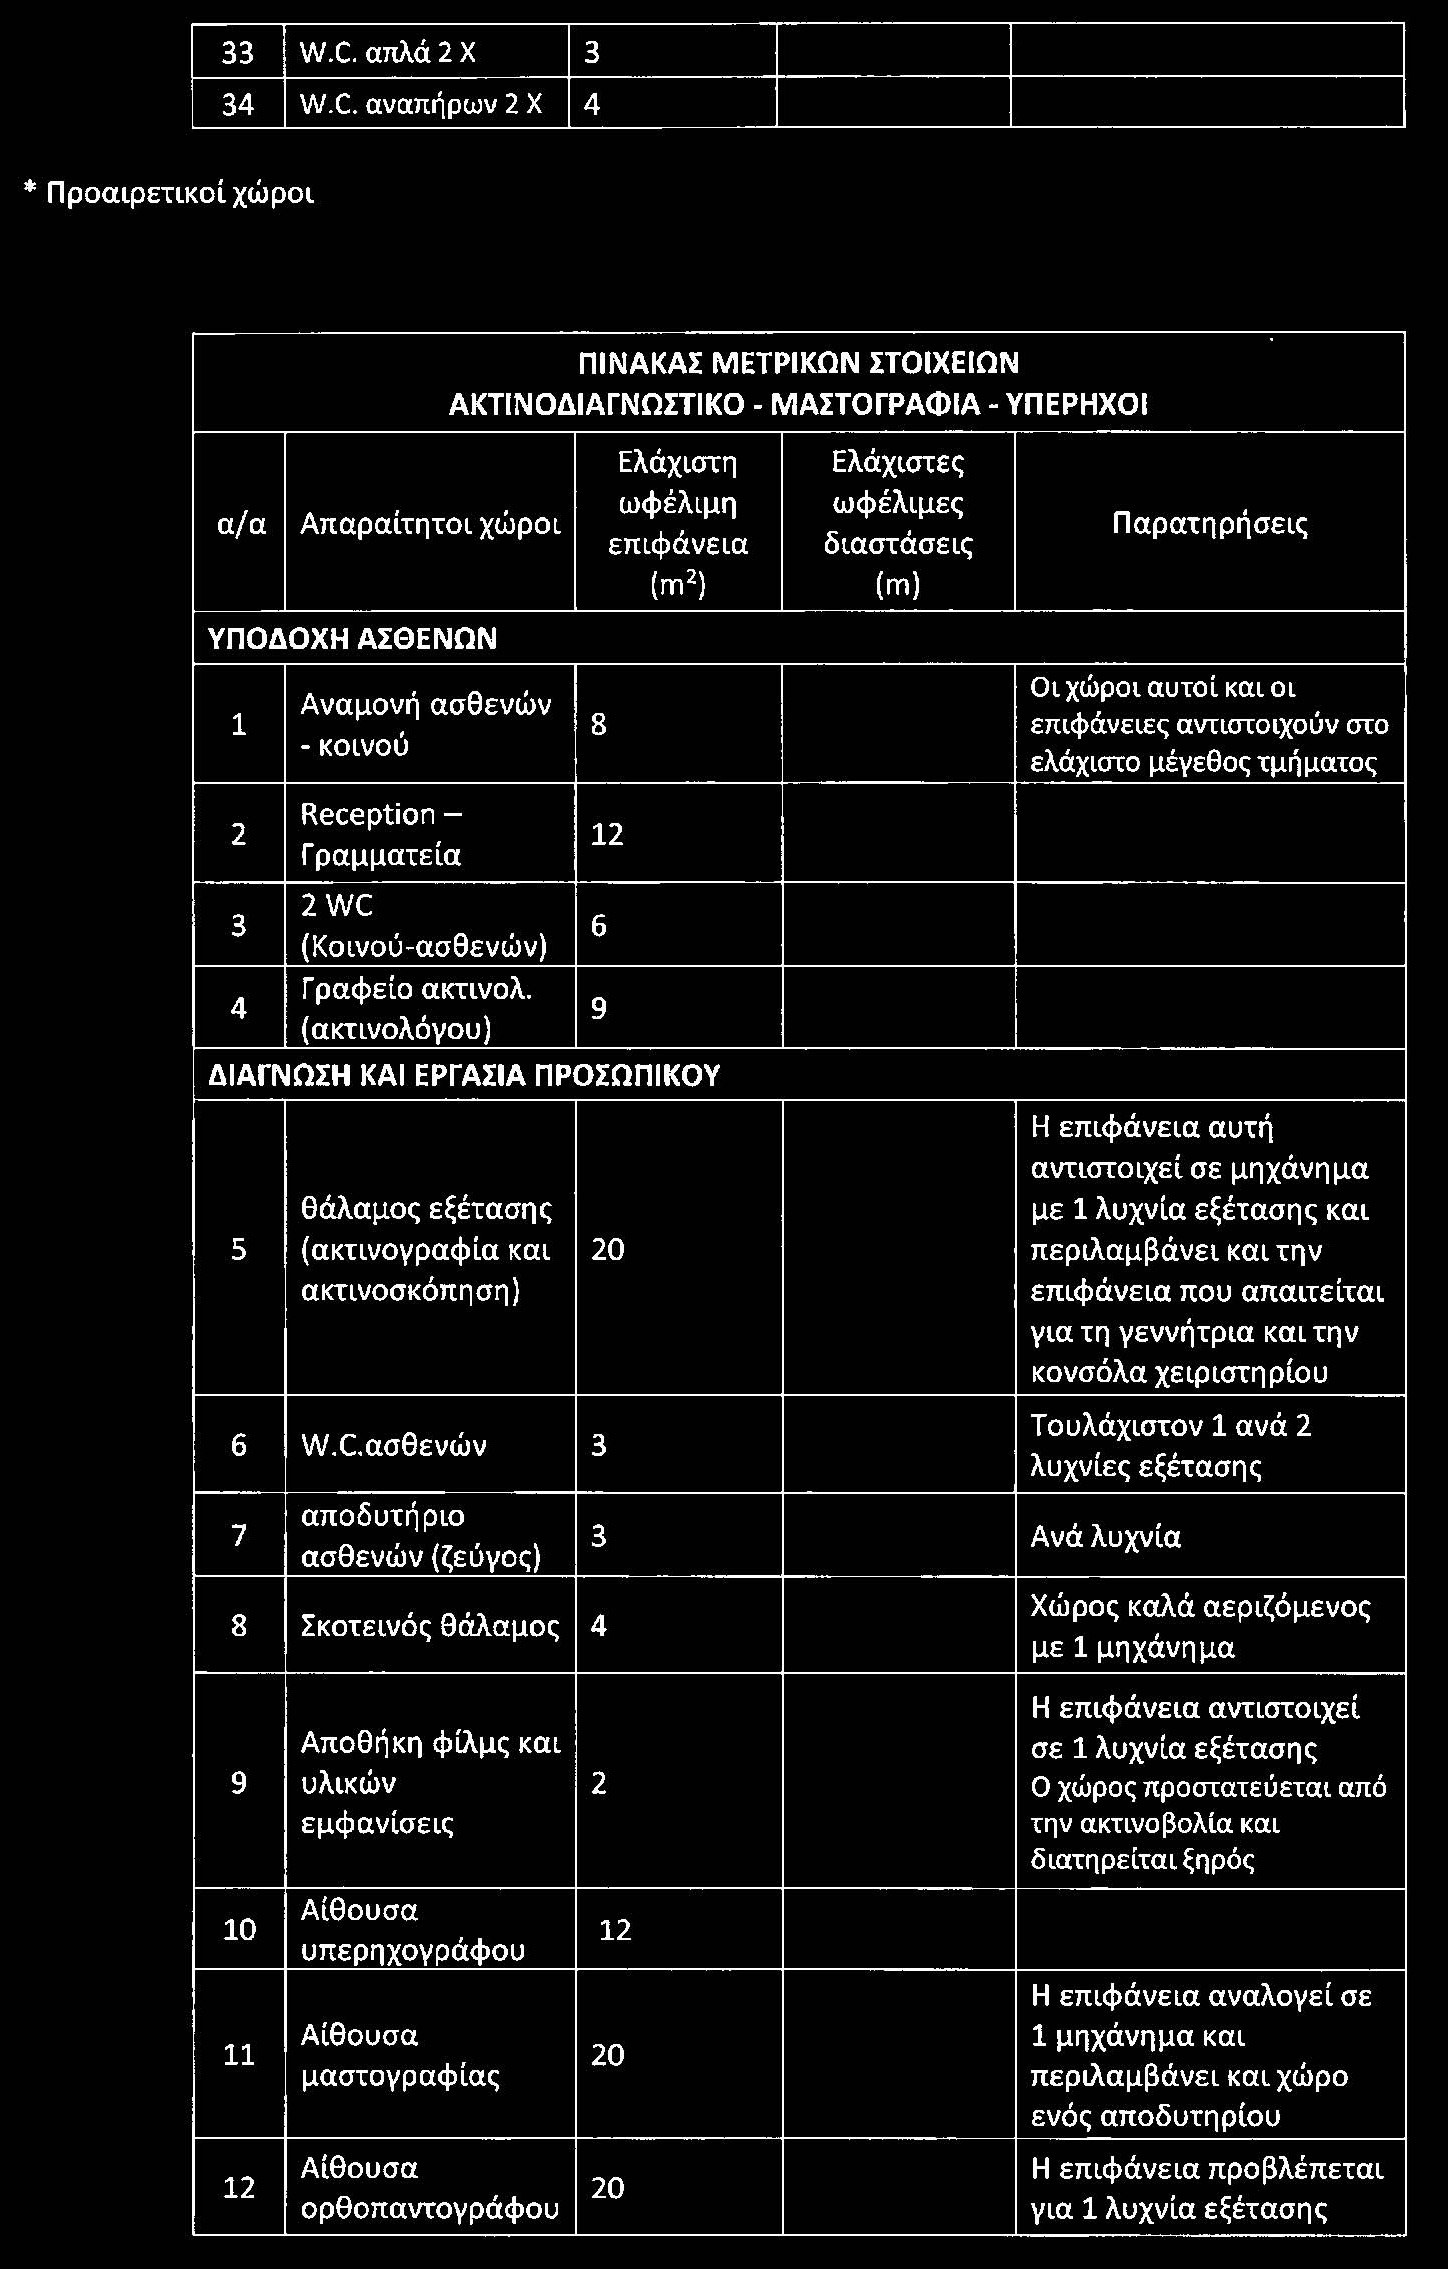 33 W.C. απλά 2 X 3
34 W.C. αναπήρων 2 X 4
* Προαιρετικοί χώροι
ΠΙΝΑΚΑΣ ΜΕΤΡΙΚΩΝ ΣΤΟΙΧΕΙΩΝ
ΑΚΤΙΝΟΔΙΑΓΝΩΣΤΙΚΟ - ΜΑΣΤΟΓΡΑΦΙΑ - ΥΠΕΡΗΧΟΙ
α/α
Απαραίτητοι χώροι
Ελάχιστη
ωφέλιμη
επιφάνεια
(m²)
Ελάχιστες
ωφέλιμες
διαστάσεις
(m)
Παρατηρήσεις
ΥΠΟΔΟΧΗ ΑΣΘΕΝΩΝ
1
Αναμονή ασθενών
- κοινού
8
Οι χώροι αυτοί και οι
επιφάνειες αντιστοιχούν στο
ελάχιστο μέγεθος τμήματος
2
Reception –
Γραμματεία
12
3
2 WC
(Κοινού-ασθενών)
6
4
Γραφείο ακτινολ.
(ακτινολόγου)
9
ΔΙΑΓΝΩΣΗ ΚΑΙ ΕΡΓΑΣΙΑ ΠΡΟΣΩΠΙΚΟΥ
5
θάλαμος εξέτασης
(ακτινογραφία και
ακτινοσκόπηση)
20
Η επιφάνεια αυτή
αντιστοιχεί σε μηχάνημα
με 1 λυχνία εξέτασης και
περιλαμβάνει και την
επιφάνεια που απαιτείται
για τη γεννήτρια και την
κονσόλα χειριστηρίου
6
W.C.ασθενών
3
Τουλάχιστον 1 ανά 2
λυχνίες εξέτασης
7
αποδυτήριο
ασθενών (ζεύγος)
3
Ανά λυχνία
8
Σκοτεινός θάλαμος
4
Χώρος καλά αεριζόμενος
με 1 μηχάνημα
9
Αποθήκη φίλμς και
υλικών
εμφανίσεις
2
Η επιφάνεια αντιστοιχεί
σε 1 λυχνία εξέτασης
Ο χώρος προστατεύεται από
την ακτινοβολία και
διατηρείται ξηρός
10
Αίθουσα
υπερηχογράφου
12
11
Αίθουσα
μαστογραφίας
20
Η επιφάνεια αναλογεί σε
1 μηχάνημα και
περιλαμβάνει και χώρο
ενός αποδυτηρίου
12
Αίθουσα
ορθοπαντογράφου
20
Η επιφάνεια προβλέπεται
για 1 λυχνία εξέτασης